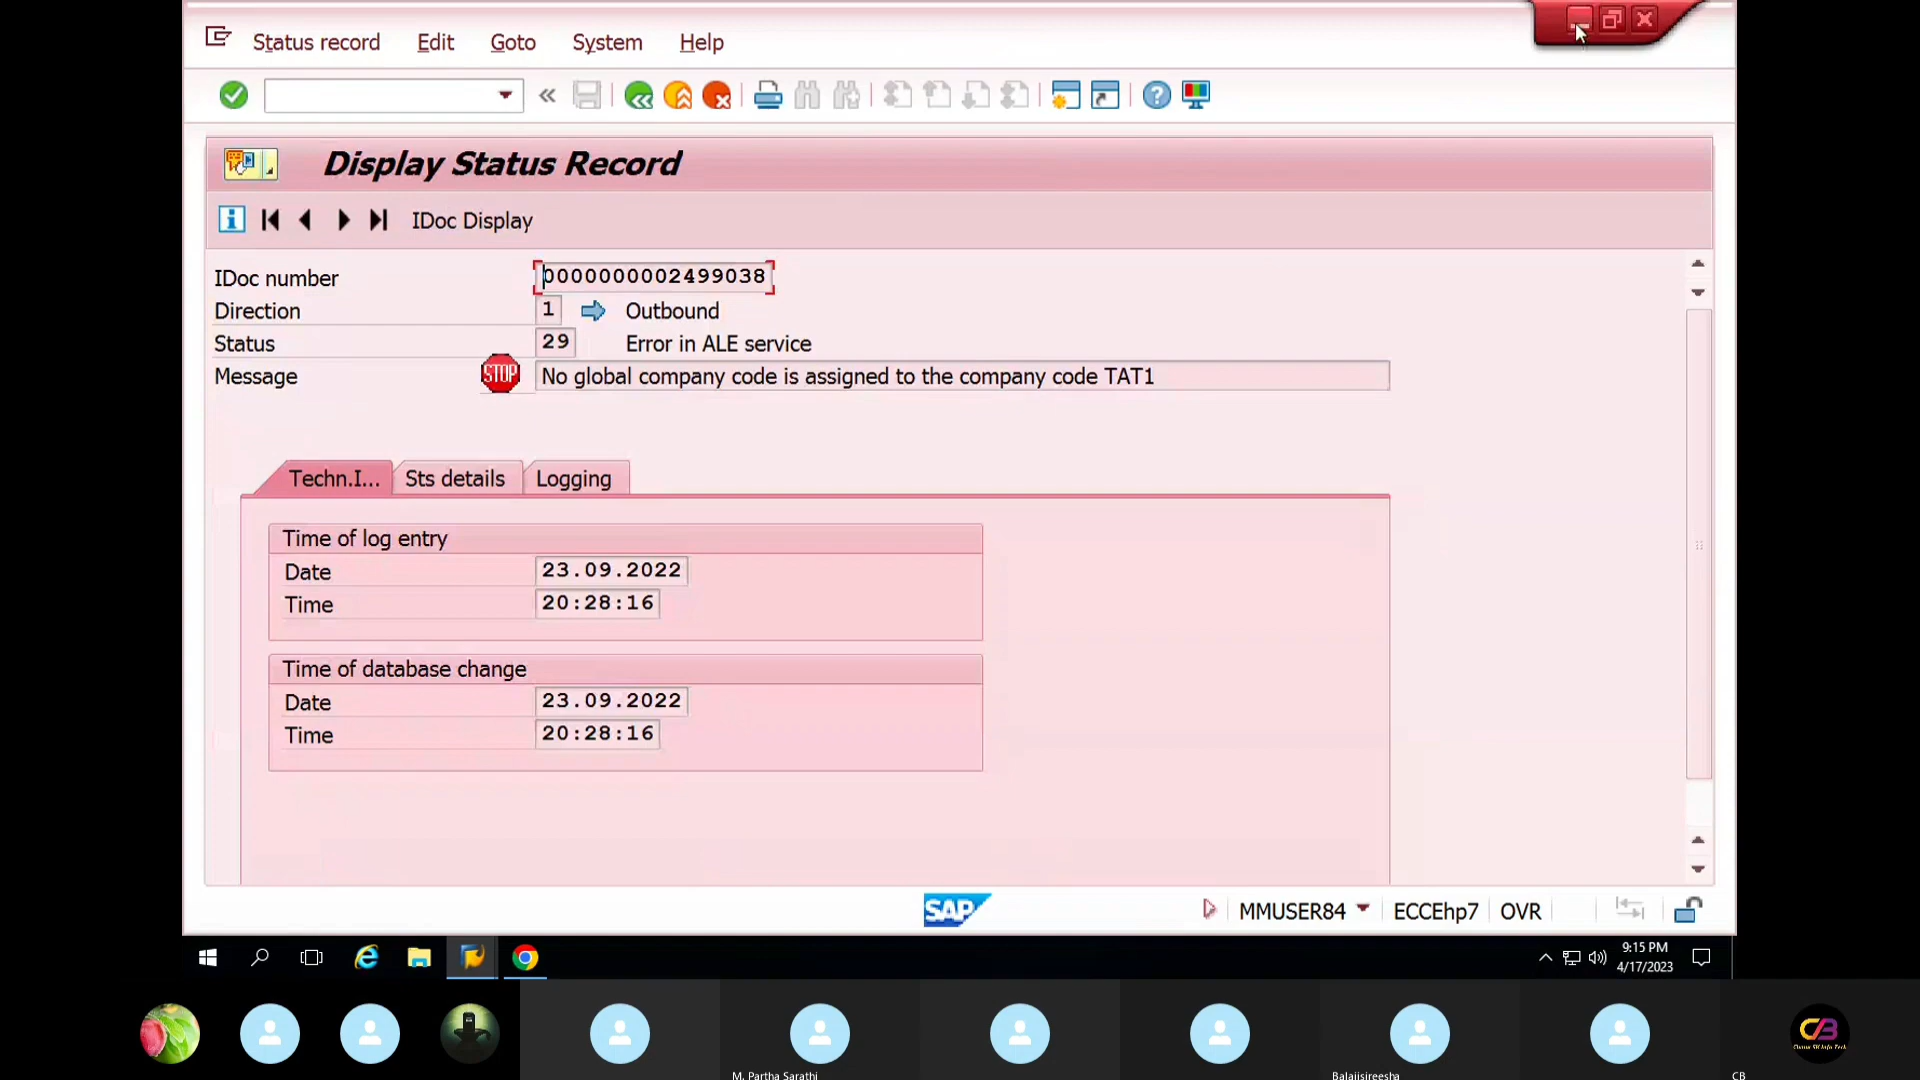 Status record Edit Goto System Help
Display Status Record
IDoc Display
IDoc number 0000000002499038
Direction 1 Outbound
Status 29 Error in ALE service
Message STOP No global company code is assigned to the company code TAT1
Techn.I... Sts details Logging
Time of log entry
Date 23.09.2022
Time 20:28:16
Time of database change
Date 23.09.2022
Time 20:28:16
SAP MMUSER84 ECCEhp7 OVR
9:15 PM
4/17/2023
CB
M. Partha Sarathi Balajisireesha CB